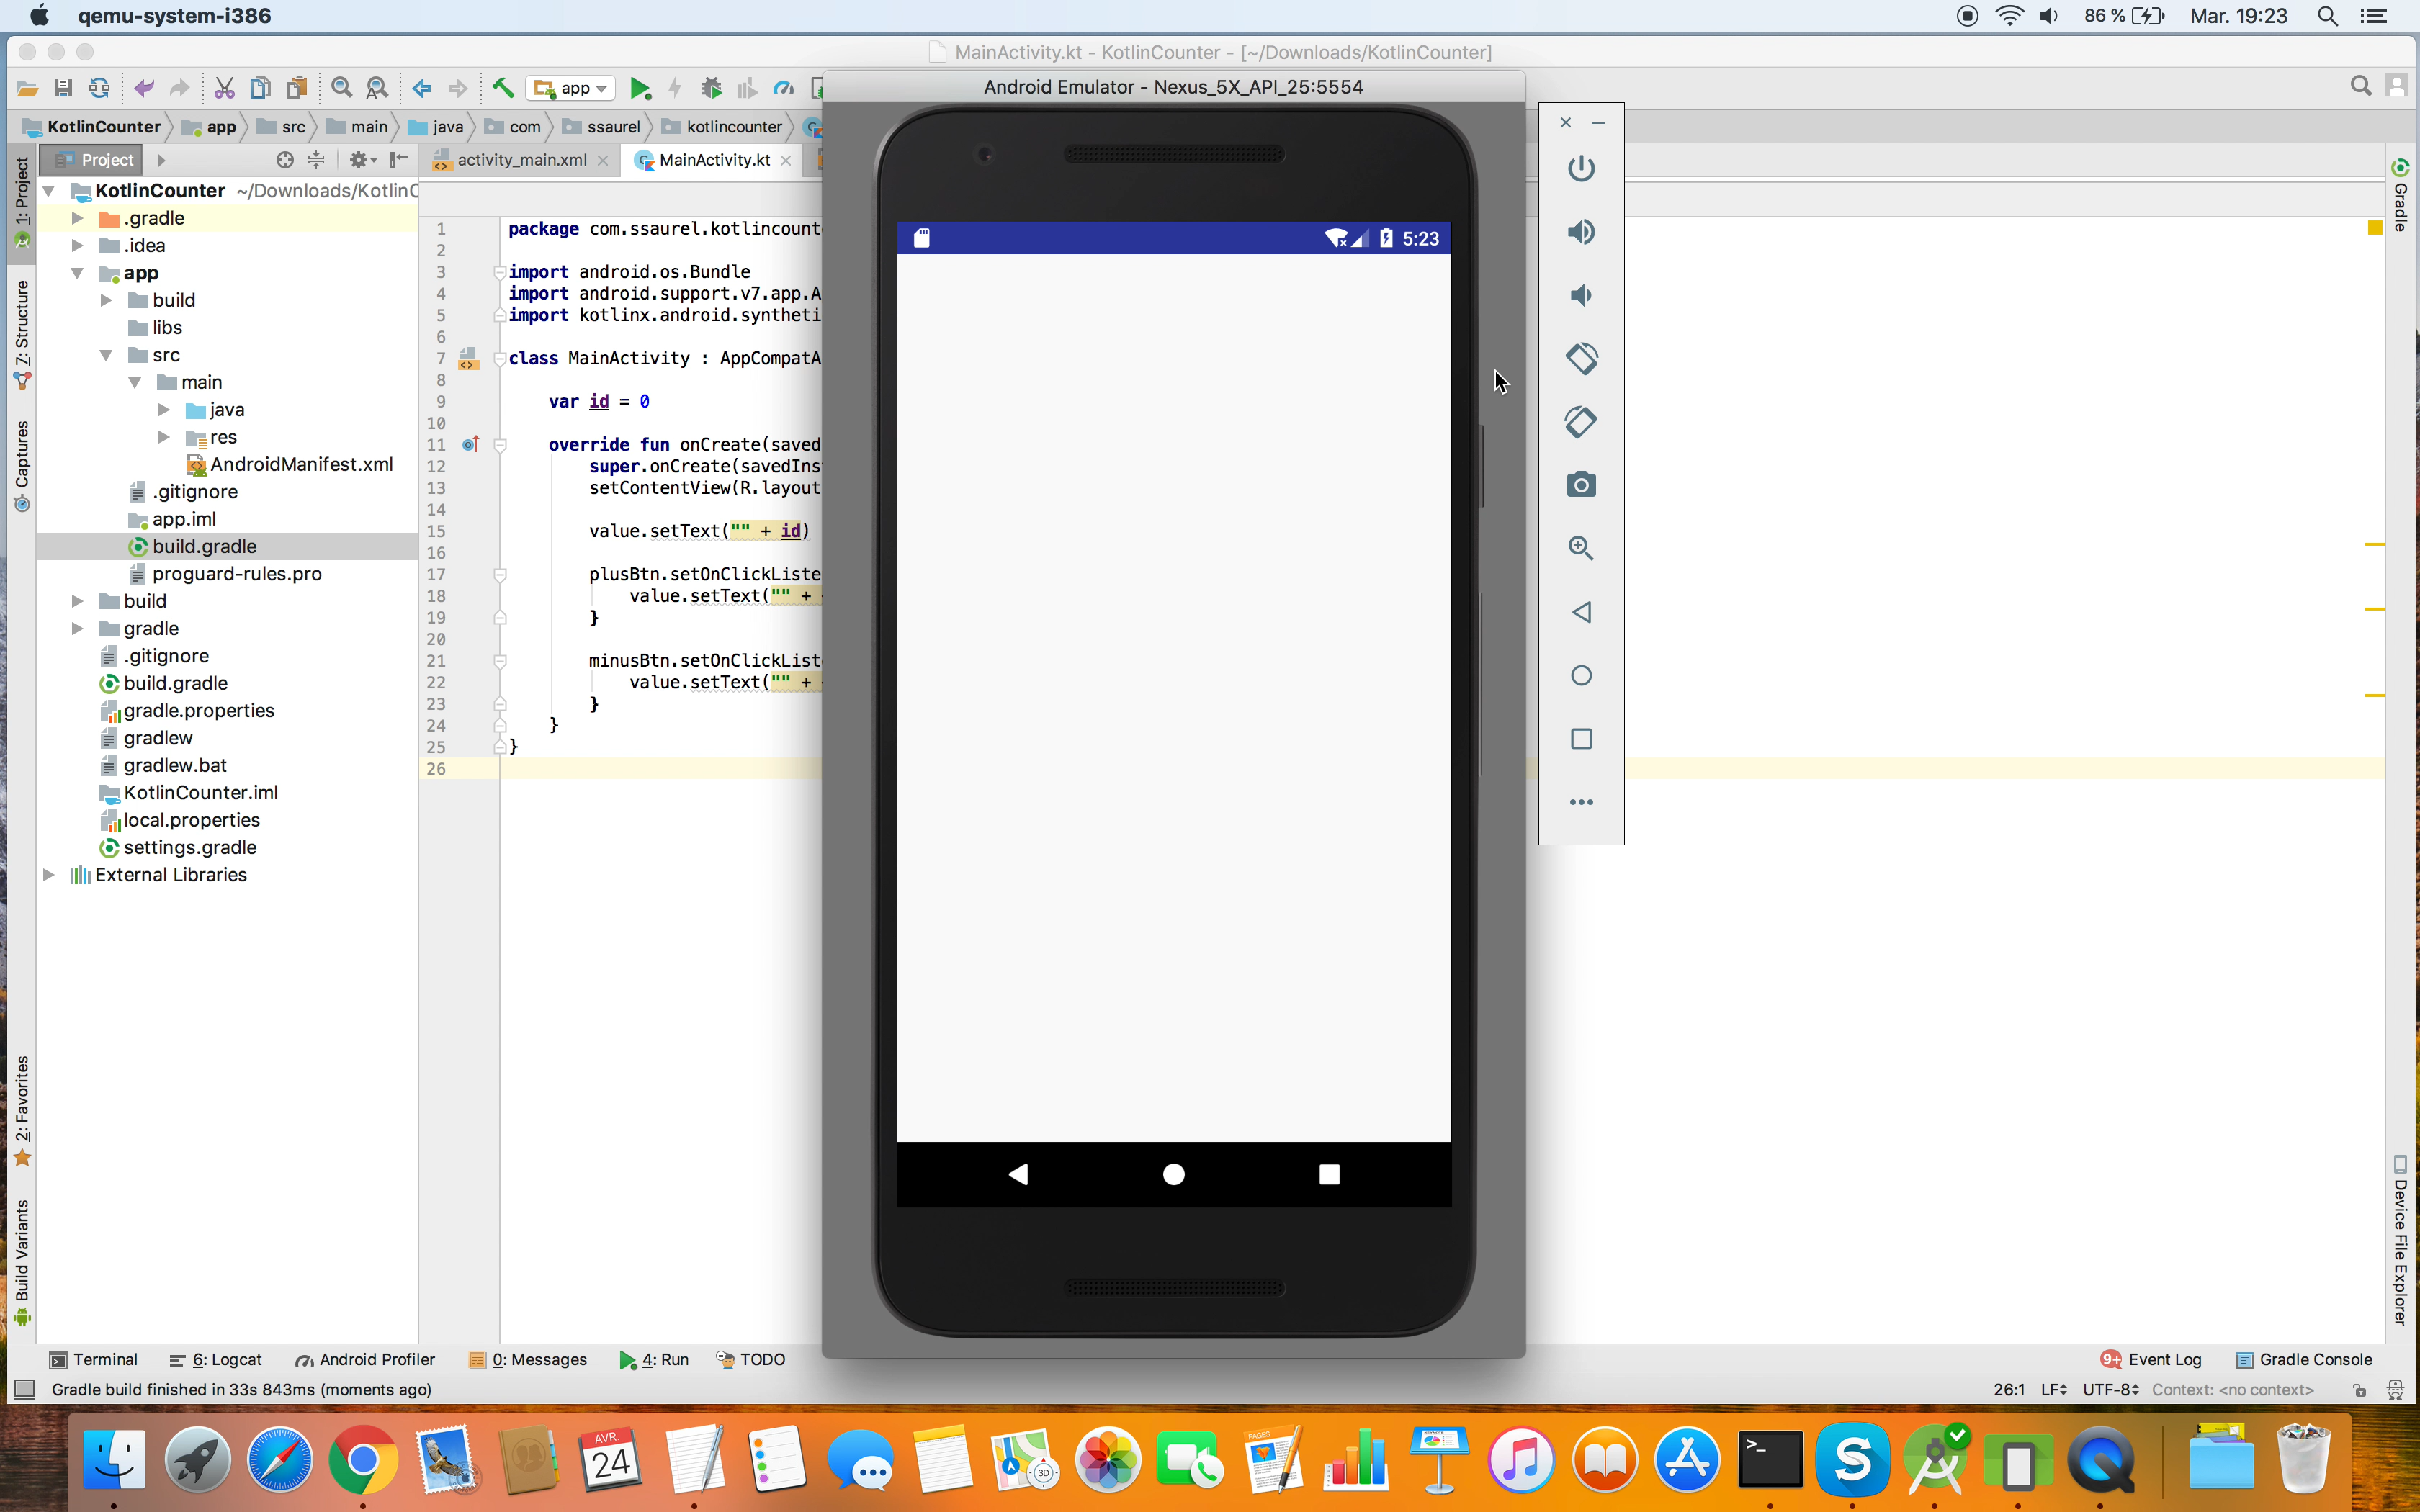 qemu-system-i386
86 %
Mar. 19:23
MainActivity.kt - KotlinCounter - [~/Downloads/KotlinCounter]
app
Android Emulator - Nexus_5X_API_25:5554
KotlinCounter
app
src
main
java
com
ssaurel
kotlincounter
Project
activity_main.xml
MainActivity.kt
1: Project
7: Structure
Captures
2: Favorites
Build Variants
KotlinCounter ~/Downloads/KotlinC
.gradle
.idea
app
build
libs
src
main
java
res
AndroidManifest.xml
.gitignore
app.iml
build.gradle
proguard-rules.pro
build
gradle
.gitignore
build.gradle
gradle.properties
gradlew
gradlew.bat
KotlinCounter.iml
local.properties
settings.gradle
External Libraries
1 package com.ssaurel.kotlincount
2
3 import android.os.Bundle
4 import android.support.v7.app.A
5 import kotlinx.android.syntheti
6
7 class MainActivity : AppCompatA
8
9 var id = 0
10
11 override fun onCreate(saved
12 super.onCreate(savedIns
13 setContentView(R.layout
14
15 value.setText("" + id)
16
17 plusBtn.setOnClickListe
18 value.setText("" +
19 }
20
21 minusBtn.setOnClickList
22 value.setText("" +
23 }
24 }
25 }
26
5:23
Gradle
Device File Explorer
Terminal
6: Logcat
Android Profiler
0: Messages
4: Run
TODO
9+ Event Log
Gradle Console
Gradle build finished in 33s 843ms (moments ago)
26:1
LF
UTF-8
Context: <no context>
AVR.
24
PAGES
3D
>_